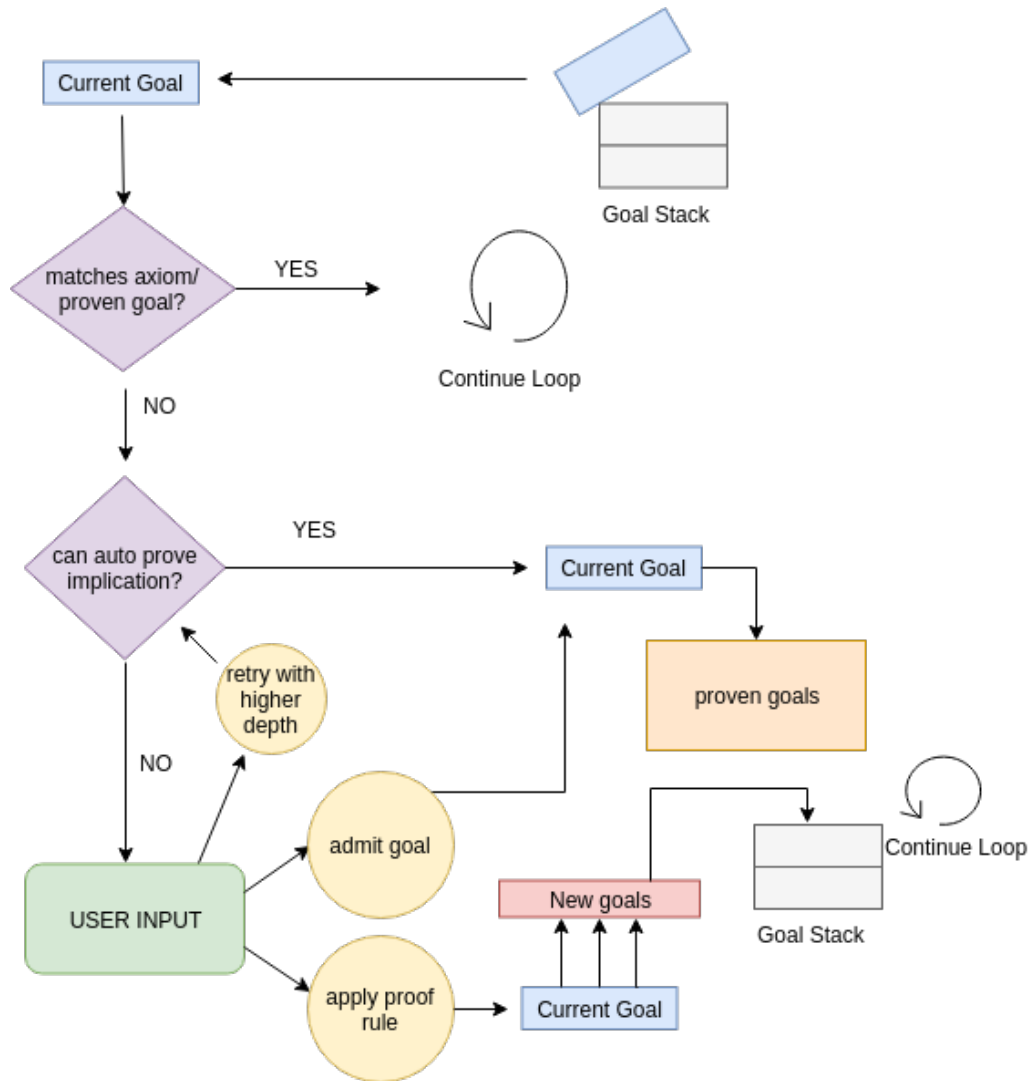 Current Goal
Goal Stack
matches axiom/
proven goal?
YES
Continue Loop
NO
can auto prove
implication?
YES
Current Goal
proven goals
retry with
higher
depth
NO
admit goal
Continue Loop
New goals
USER INPUT
Goal Stack
apply proof
rule
Current Goal